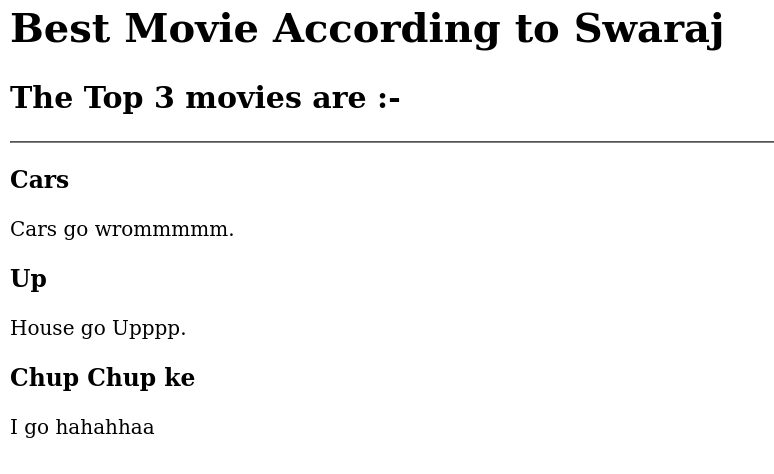 Best Movie According to Swaraj
The Top 3 movies are :-
Cars
Cars go wrommmmm.
Up
House go Upppp.
Chup Chup ke
I go hahahhaa